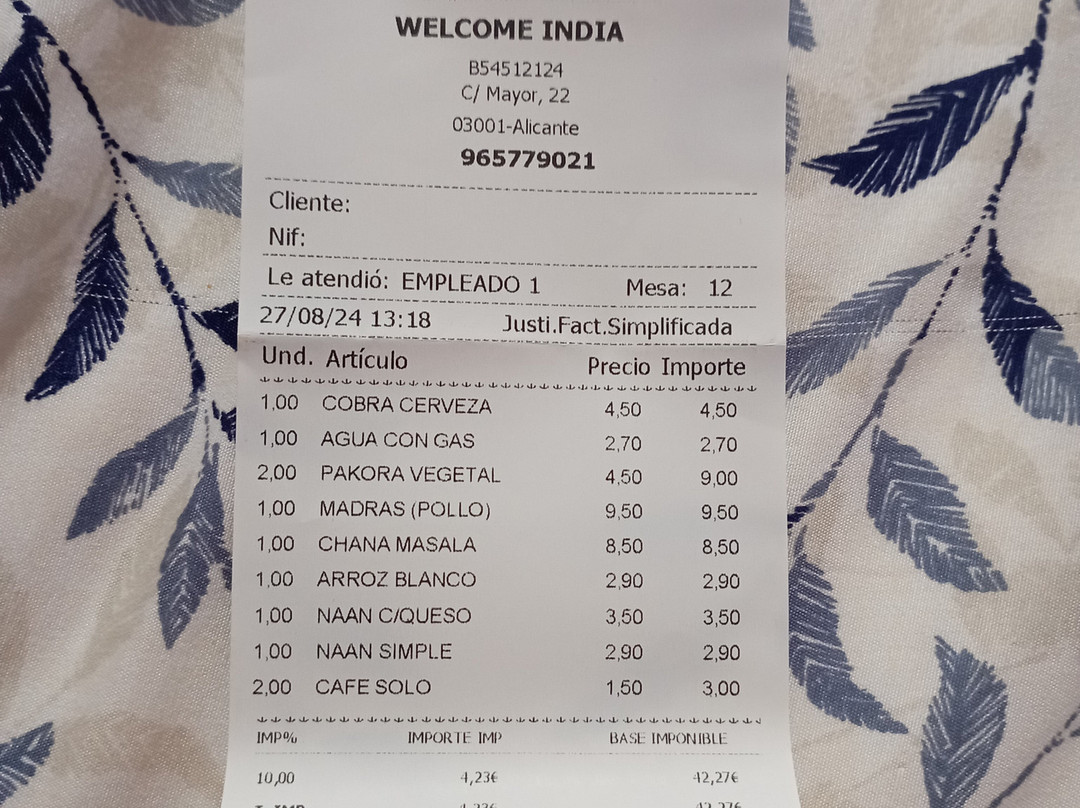 WELCOME INDIA
B54512124
C/ Mayor, 22
03001-Alicante
965779021
Cliente:
Nif:
Le atendió: EMPLEADO 1 Mesa: 12
27/08/24 13:18 Justi.Fact.Simplificada
Und. Artículo Precio Importe
1,00 COBRA CERVEZA 4,50 4,50
1,00 AGUA CON GAS 2,70 2,70
2,00 PAKORA VEGETAL 4,50 9,00
1,00 MADRAS (POLLO) 9,50 9,50
1,00 CHANA MASALA 8,50 8,50
1,00 ARROZ BLANCO 2,90 2,90
1,00 NAAN C/QUESO 3,50 3,50
1,00 NAAN SIMPLE 2,90 2,90
2,00 CAFE SOLO 1,50 3,00
IMP% IMPORTE IMP BASE IMPONIBLE
10,00 4,23€ 42,27€